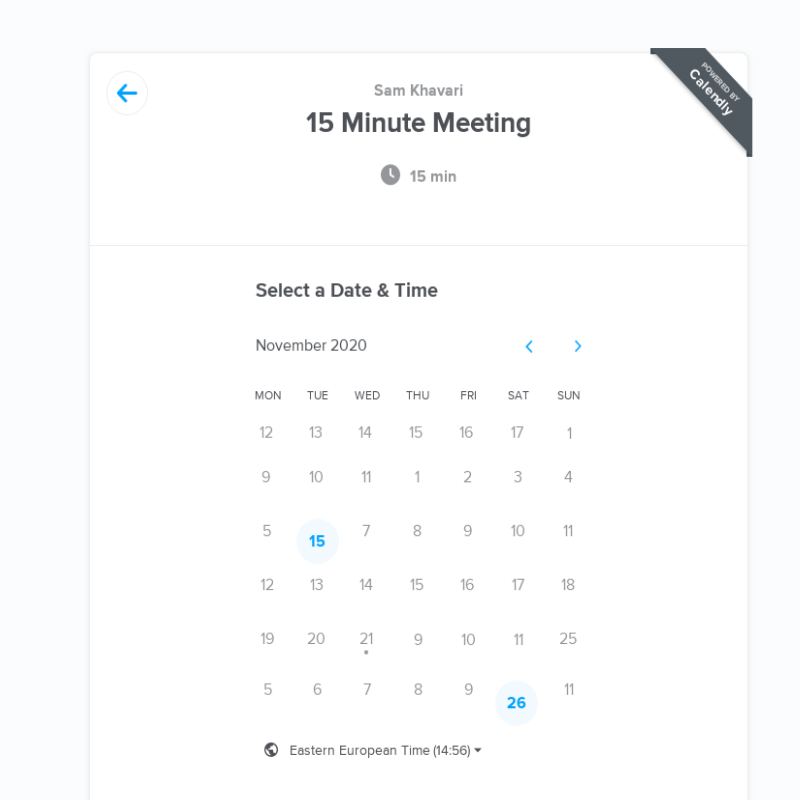 POWERED BY
Calendly
Sam Khavari
15 Minute Meeting
15 min
Select a Date & Time
November 2020
MON TUE WED THU FRI SAT SUN
12 13 14 15 16 17 1
9 10 11 1 2 3 4
5 15 7 8 9 10 11
12 13 14 15 16 17 18
19 20 21 9 10 11 25
5 6 7 8 9 26 11
Eastern European Time (14:56)